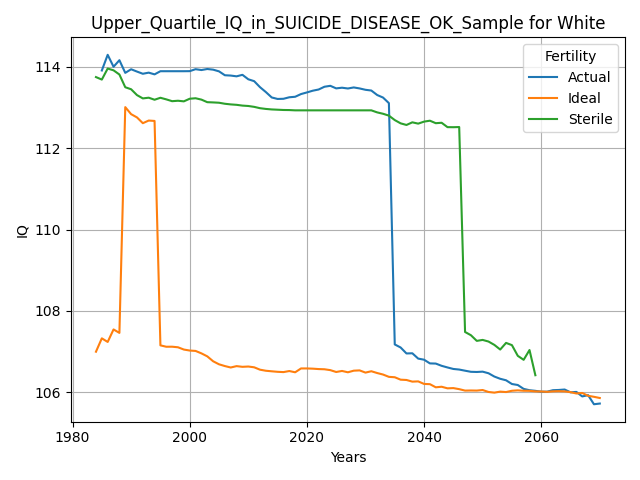 Upper_Quartile_IQ_in_SUICIDE_DISEASE_OK_Sample for White
Fertility
Actual
Ideal
Sterile
IQ
114
112
110
108
106
1980
2000
2020
2040
2060
Years